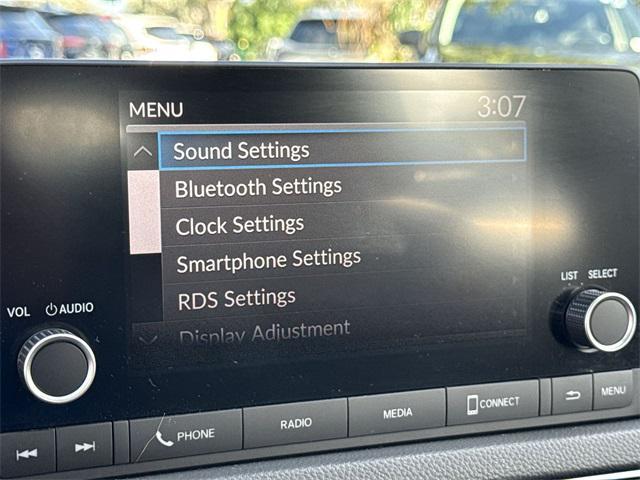 MENU 3:07
Sound Settings
Bluetooth Settings
Clock Settings
Smartphone Settings
RDS Settings
Display Adjustment
LIST SELECT
VOL AUDIO
PHONE RADIO MEDIA CONNECT MENU